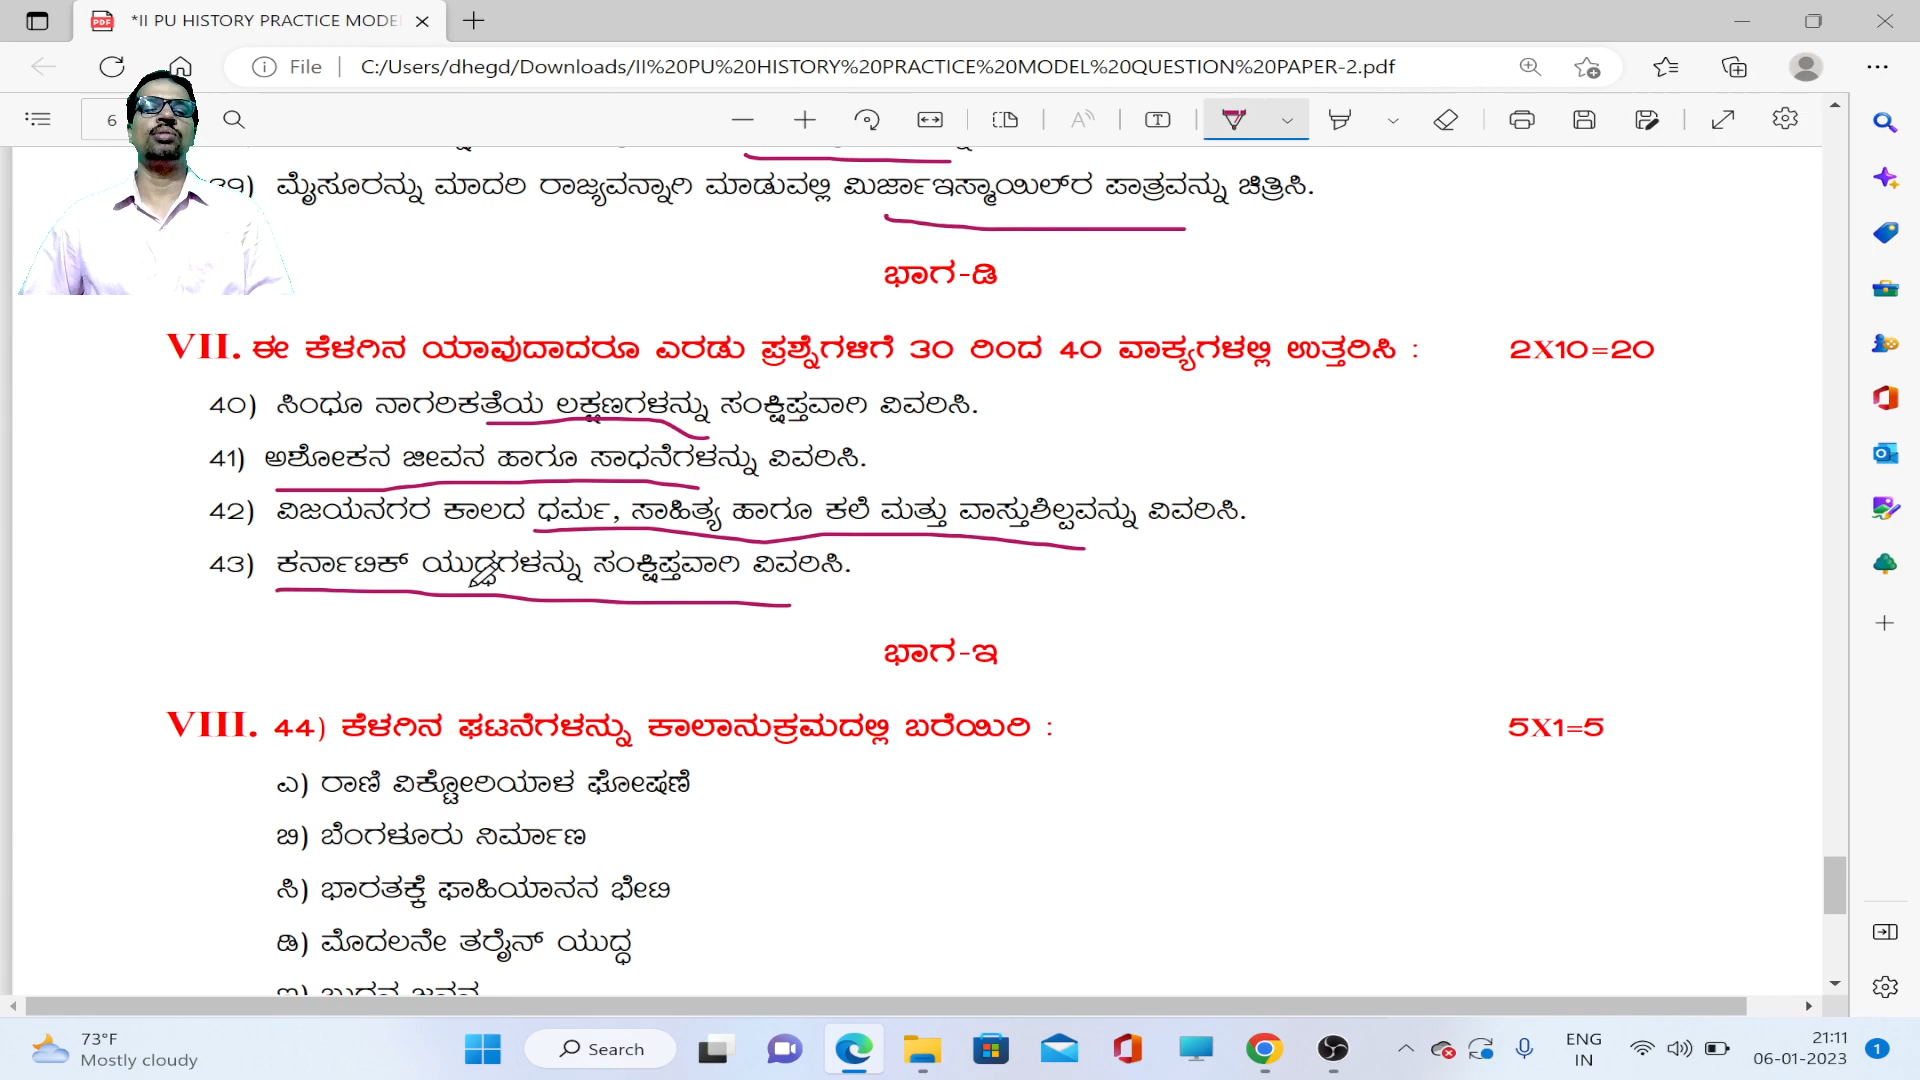 *II PU HISTORY PRACTICE MODE
File
C:/Users/dhegd/Downloads/II%20PU%20HISTORY%20PRACTICE%20MODEL%20QUESTION%20PAPER-2.pdf
6
39) ಮೈಸೂರನ್ನು ಮಾದರಿ ರಾಜ್ಯವನ್ನಾಗಿ ಮಾಡುವಲ್ಲಿ ಮಿರ್ಜಾಇಸ್ಮಾಯಿಲ್‌ರ ಪಾತ್ರವನ್ನು ಚಿತ್ರಿಸಿ.
ಭಾಗ-ಡಿ
VII. ಈ ಕೆಳಗಿನ ಯಾವುದಾದರೂ ಎರಡು ಪ್ರಶ್ನೆಗಳಿಗೆ 30 ರಿಂದ 40 ವಾಕ್ಯಗಳಲ್ಲಿ ಉತ್ತರಿಸಿ : 2X10=20
40) ಸಿಂಧೂ ನಾಗರಿಕತೆಯ ಲಕ್ಷಣಗಳನ್ನು ಸಂಕ್ಷಿಪ್ತವಾಗಿ ವಿವರಿಸಿ.
41) ಅಶೋಕನ ಜೀವನ ಹಾಗೂ ಸಾಧನೆಗಳನ್ನು ವಿವರಿಸಿ.
42) ವಿಜಯನಗರ ಕಾಲದ ಧರ್ಮ, ಸಾಹಿತ್ಯ ಹಾಗೂ ಕಲೆ ಮತ್ತು ವಾಸ್ತುಶಿಲ್ಪವನ್ನು ವಿವರಿಸಿ.
43) ಕರ್ನಾಟಿಕ್ ಯುದ್ಧಗಳನ್ನು ಸಂಕ್ಷಿಪ್ತವಾಗಿ ವಿವರಿಸಿ.
ಭಾಗ-ಇ
VIII. 44) ಕೆಳಗಿನ ಘಟನೆಗಳನ್ನು ಕಾಲಾನುಕ್ರಮದಲ್ಲಿ ಬರೆಯಿರಿ : 5X1=5
ಎ) ರಾಣಿ ವಿಕ್ಟೋರಿಯಾಳ ಘೋಷಣೆ
ಬಿ) ಬೆಂಗಳೂರು ನಿರ್ಮಾಣ
ಸಿ) ಭಾರತಕ್ಕೆ ಫಾಹಿಯಾನನ ಭೇಟಿ
ಡಿ) ಮೊದಲನೇ ತರೈನ್ ಯುದ್ಧ
73°F
Mostly cloudy
Search
ENG
IN
21:11
06-01-2023
1